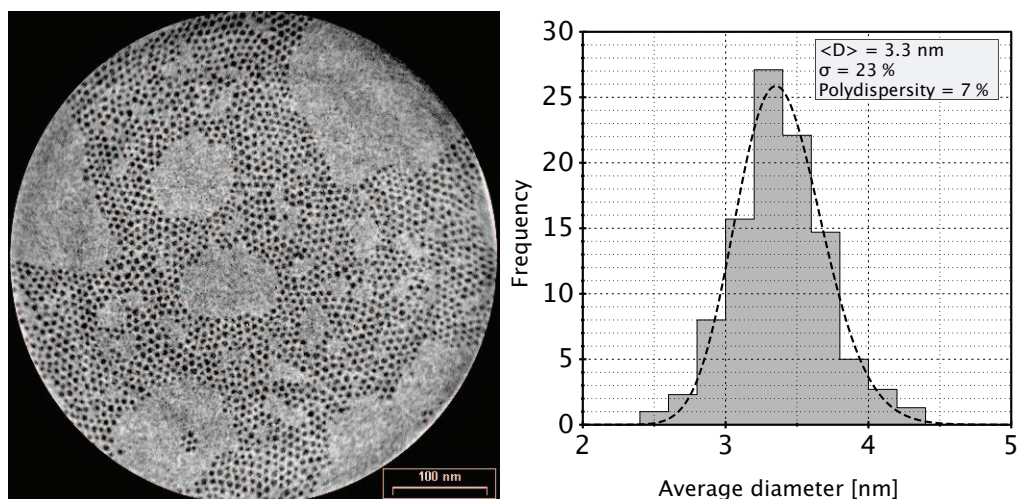 100 nm
30
25
20
15
10
5
0
Frequency
<D> = 3.3 nm
σ = 23 %
Polydispersity = 7 %
2 3 4 5
Average diameter [nm]